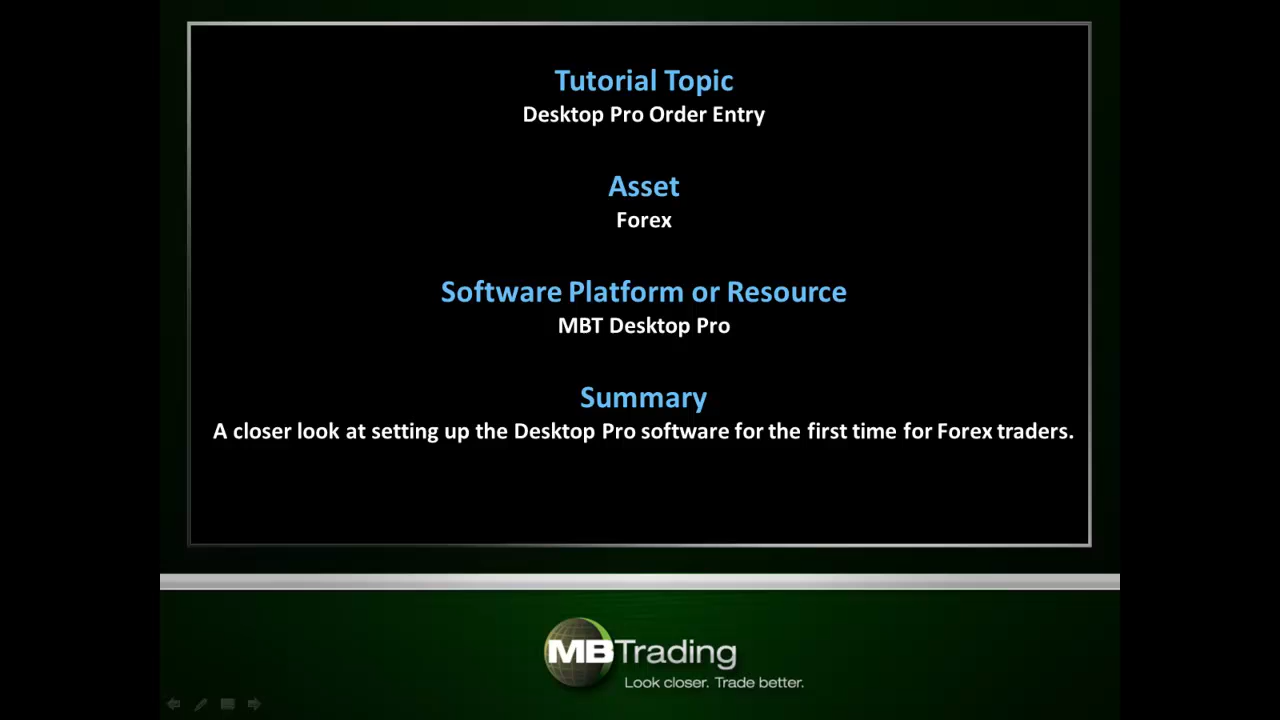 Tutorial Topic
Desktop Pro Order Entry
Asset
Forex
Software Platform or Resource
MBT Desktop Pro
Summary
A closer look at setting up the Desktop Pro software for the first time for Forex traders.
MBTrading
Look closer. Trade better.